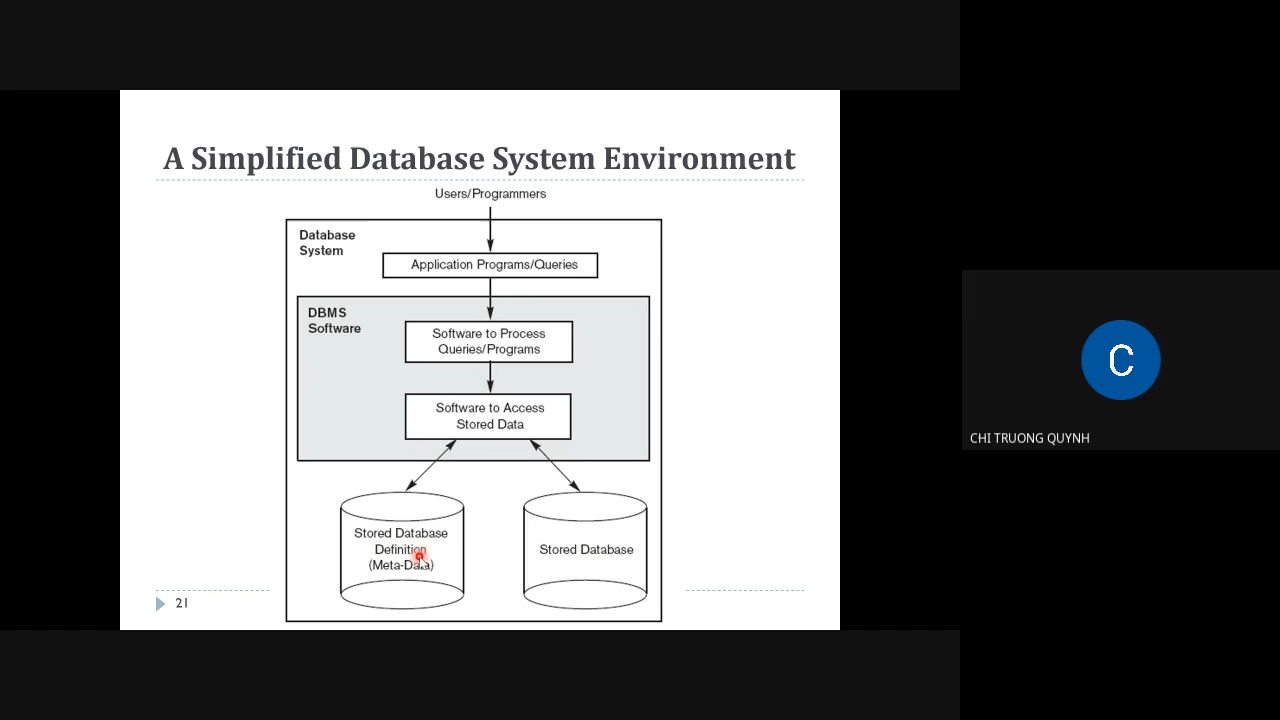 A Simplified Database System Environment
Users/Programmers
Database
System
Application Programs/Queries
DBMS
Software
Software to Process
Queries/Programs
Software to Access
Stored Data
Stored Database
Definition
(Meta-Data)
Stored Database
21
C
CHI TRUONG QUYNH